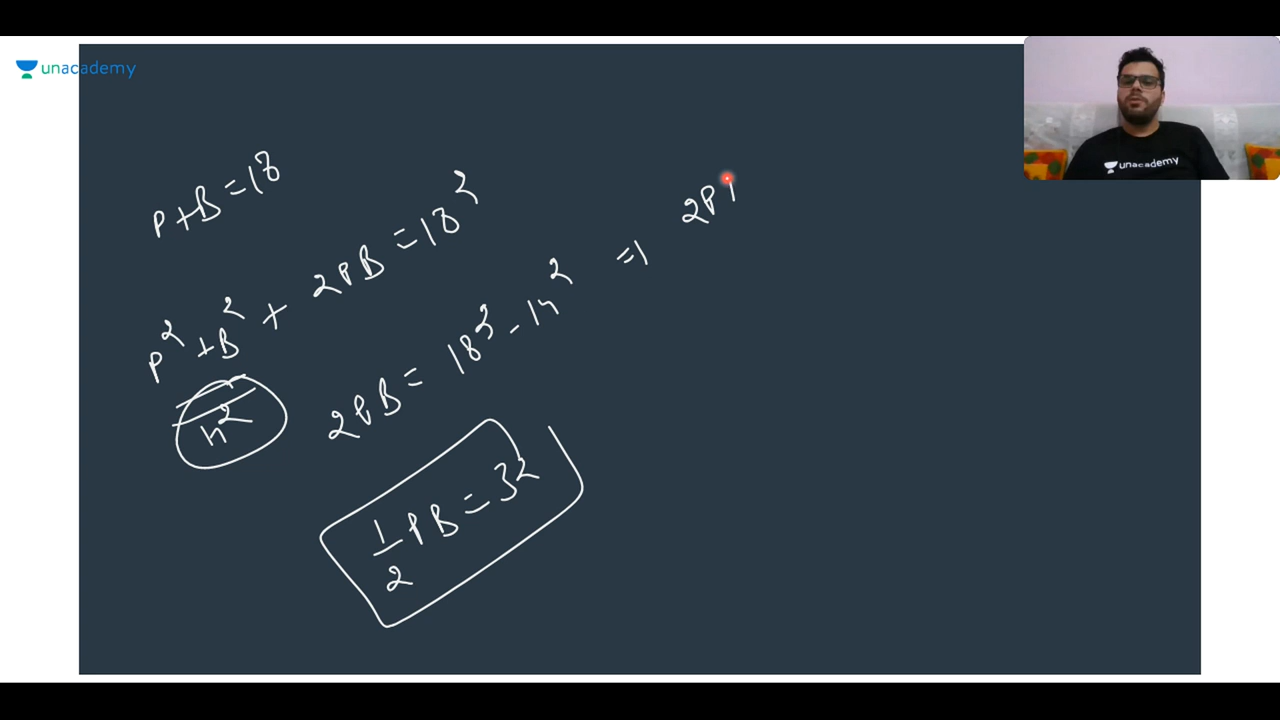 unacademy
unacademy
P+B=18
P²+B²+2PB=18²
h²
2PB=18²-14²
=1 2P
1/2 PB=32